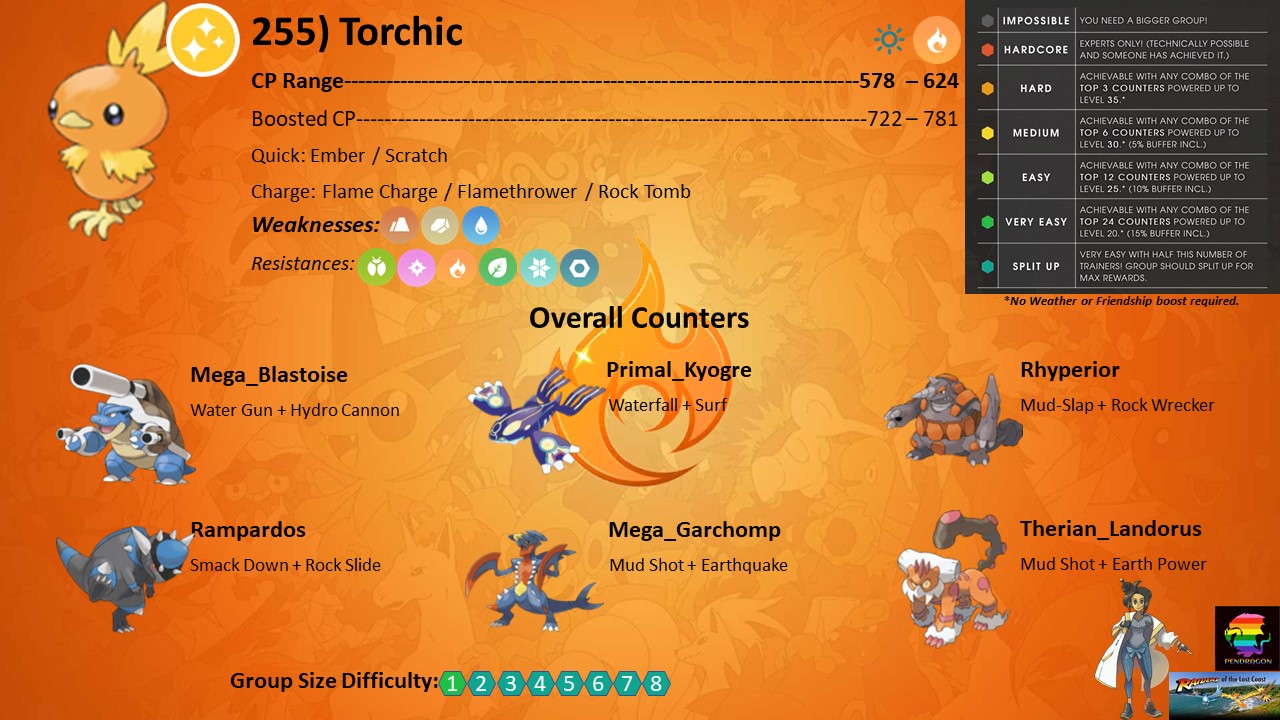 255) Torchic
CP Range-----------------------------------------------------------------------578 – 624
Boosted CP-----------------------------------------------------------------------722 – 781
Quick: Ember / Scratch
Charge: Flame Charge / Flamethrower / Rock Tomb
Weaknesses:
Resistances:
IMPOSSIBLE YOU NEED A BIGGER GROUP!
HARDCORE EXPERTS ONLY! (TECHNICALLY POSSIBLE
AND SOMEONE HAS ACHIEVED IT.)
HARD ACHIEVABLE WITH ANY COMBO OF THE
TOP 3 COUNTERS POWERED UP TO
LEVEL 35.*
MEDIUM ACHIEVABLE WITH ANY COMBO OF THE
TOP 6 COUNTERS POWERED UP TO
LEVEL 30.* (5% BUFFER INCL.)
EASY ACHIEVABLE WITH ANY COMBO OF THE
TOP 12 COUNTERS POWERED UP TO
LEVEL 25.* (10% BUFFER INCL.)
VERY EASY ACHIEVABLE WITH ANY COMBO OF THE
TOP 24 COUNTERS POWERED UP TO
LEVEL 20.* (15% BUFFER INCL.)
SPLIT UP VERY EASY WITH HALF THIS NUMBER OF
TRAINERS! GROUP SHOULD SPLIT UP FOR
MAX REWARDS.
*No Weather or Friendship boost required.
Overall Counters
Mega_Blastoise
Water Gun + Hydro Cannon
Primal_Kyogre
Waterfall + Surf
Rhyperior
Mud-Slap + Rock Wrecker
Rampardos
Smack Down + Rock Slide
Mega_Garchomp
Mud Shot + Earthquake
Therian_Landorus
Mud Shot + Earth Power
Group Size Difficulty: 1 2 3 4 5 6 7 8
PENDRAGON
RAIDERS of the Lost Coast